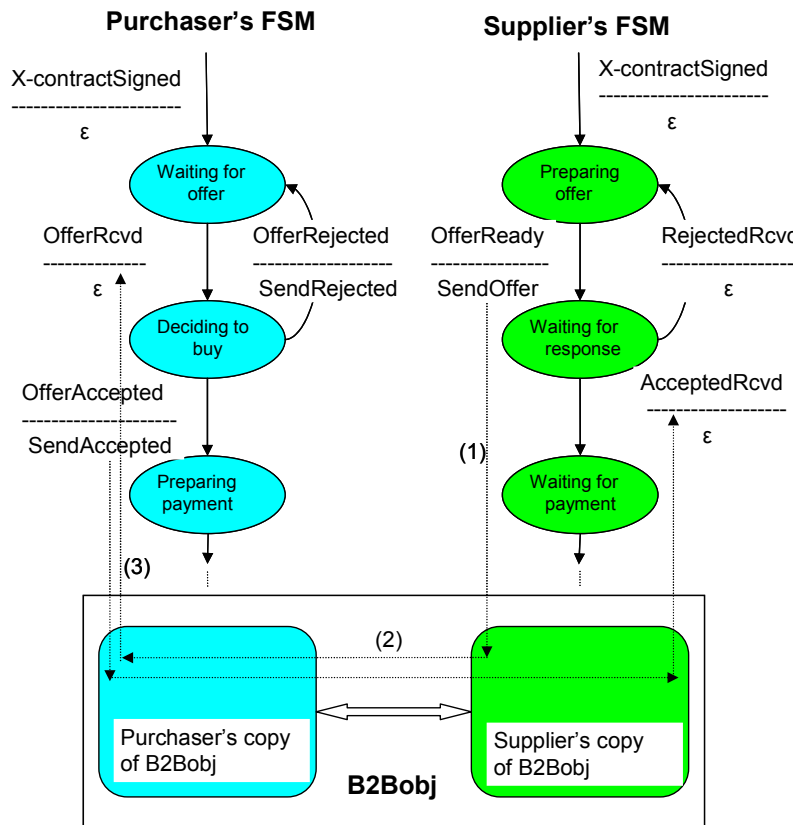 Purchaser's FSM
Supplier's FSM
X-contractSigned
ε
X-contractSigned
ε
Waiting for
offer
Preparing
offer
OfferRcvd
ε
OfferRejected
SendRejected
OfferReady
SendOffer
RejectedRcvd
ε
Deciding to
buy
Waiting for
response
OfferAccepted
SendAccepted
AcceptedRcvd
ε
(1)
Preparing
payment
Waiting for
payment
(3)
(2)
Purchaser's copy
of B2Bobj
Supplier's copy
of B2Bobj
B2Bobj